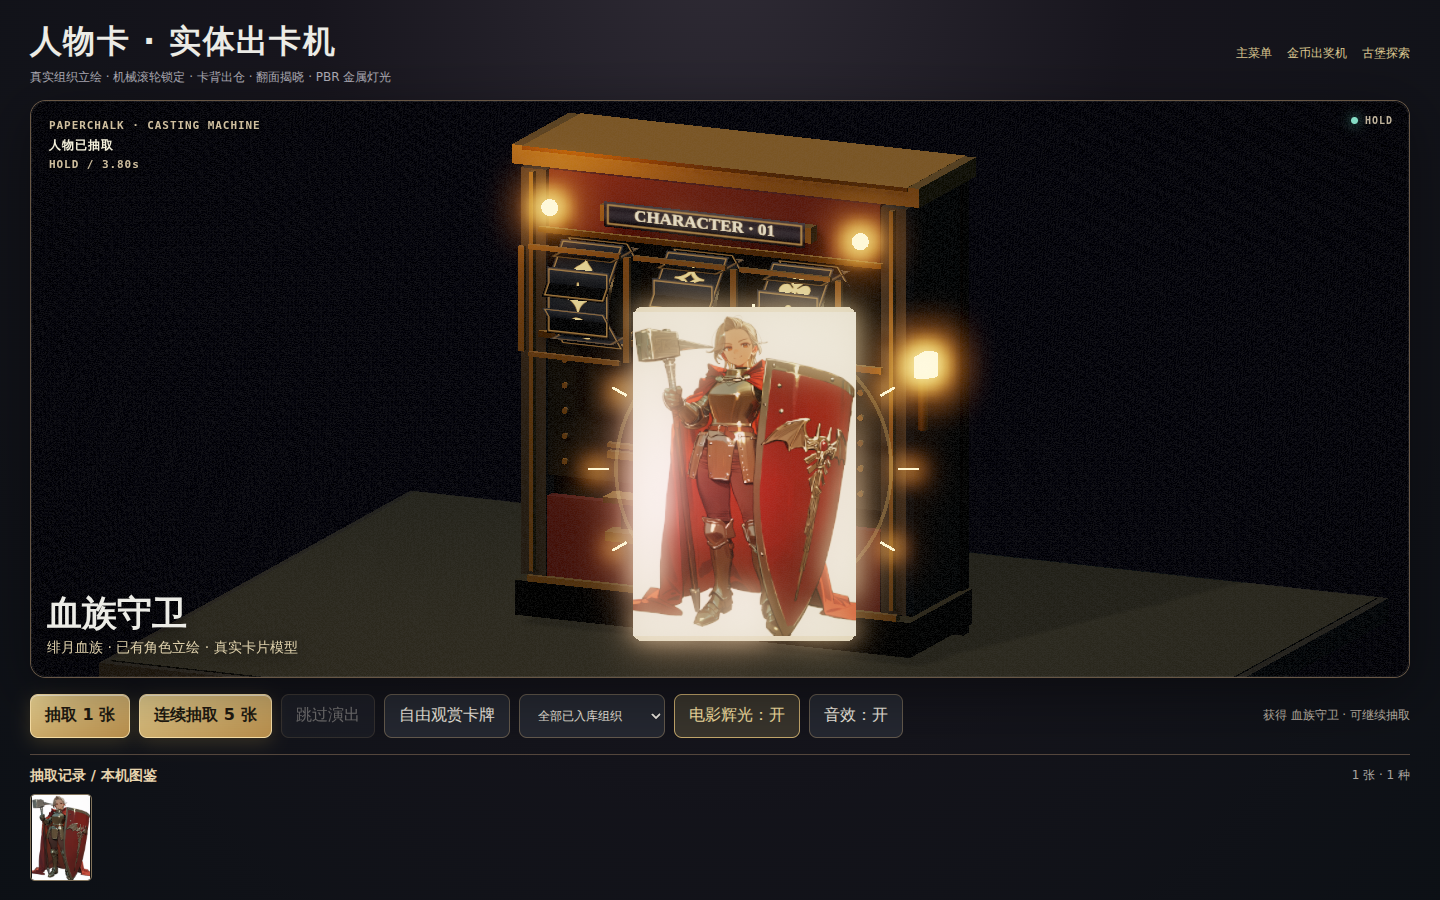 人物卡 · 实体出卡机
真实组织立绘 · 机械滚轮锁定 · 卡背出仓 · 翻面揭晓 · PBR 金属灯光
主菜单 金币出奖机 古堡探索
PAPERCHALK · CASTING MACHINE
人物已抽取
HOLD / 3.80s
HOLD
CHARACTER · 01
血族守卫
绯月血族 · 已有角色立绘 · 真实卡片模型
抽取 1 张 连续抽取 5 张 跳过演出 自由观赏卡牌 全部已入库组织 电影辉光：开 音效：开
获得 血族守卫 · 可继续抽取
抽取记录 / 本机图鉴
1 张 · 1 种